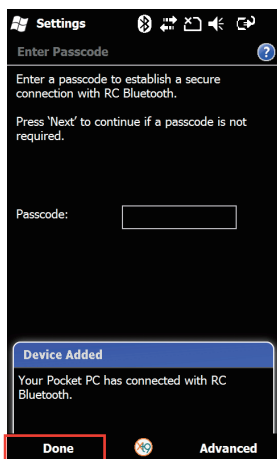 Settings
Enter Passcode
?
Enter a passcode to establish a secure
connection with RC Bluetooth.
Press 'Next' to continue if a passcode is not
required.
Passcode:
Device Added
Your Pocket PC has connected with RC
Bluetooth.
Done
Advanced